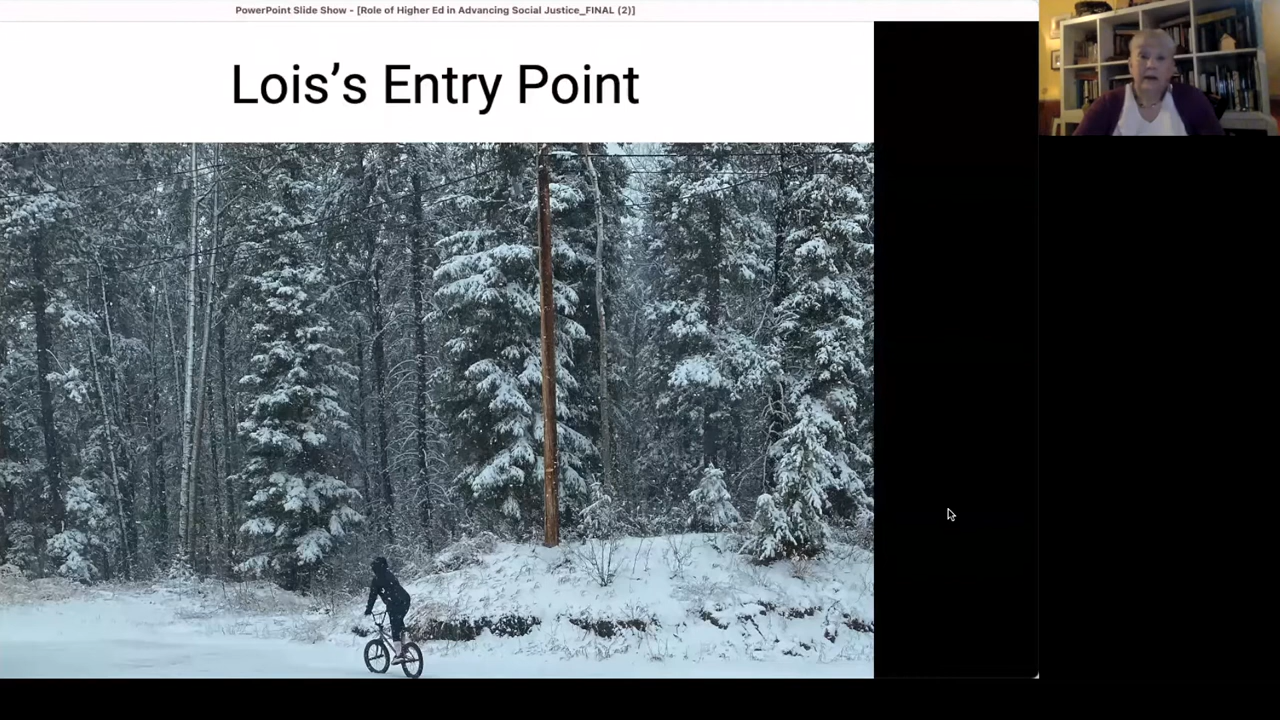 PowerPoint Slide Show - [Role of Higher Ed in Advancing Social Justice_FINAL (2)]
Lois’s Entry Point